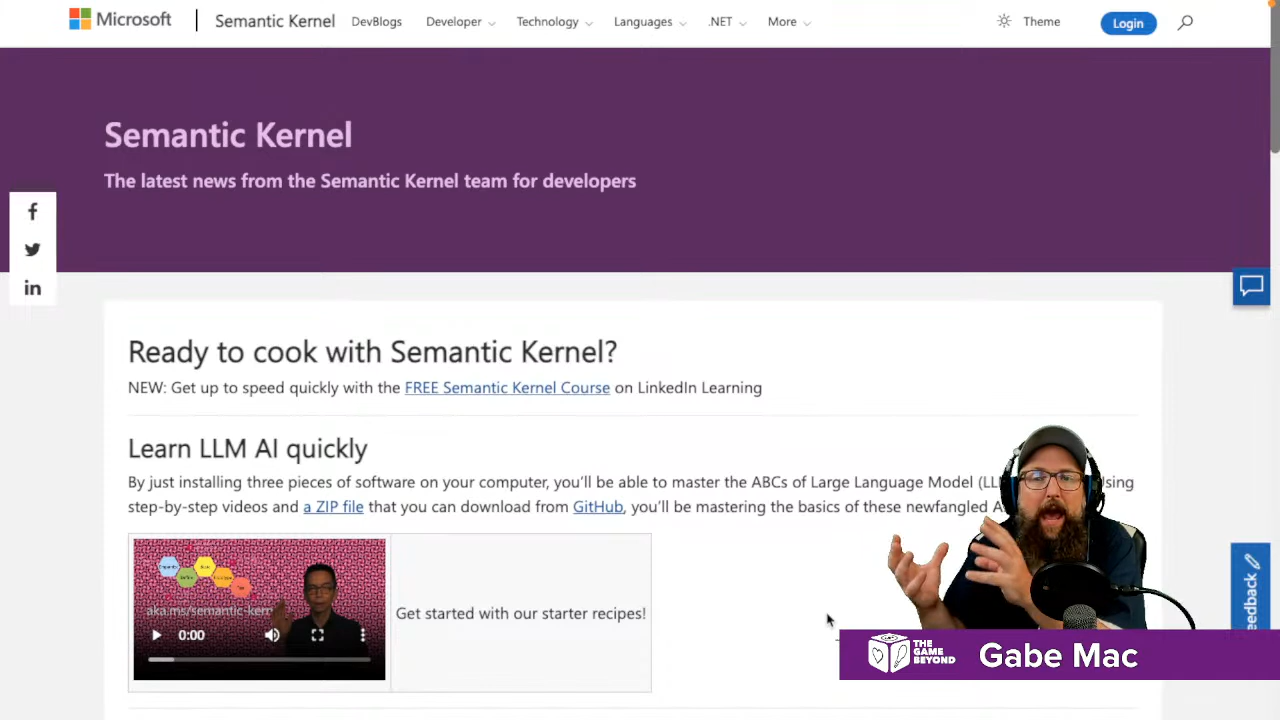 Microsoft
Semantic Kernel
DevBlogs
Developer
Technology
Languages
.NET
More
Theme
Login
Semantic Kernel
The latest news from the Semantic Kernel team for developers
Ready to cook with Semantic Kernel?
NEW: Get up to speed quickly with the FREE Semantic Kernel Course on LinkedIn Learning
Learn LLM AI quickly
By just installing three pieces of software on your computer, you'll be able to master the ABCs of Large Language Model
step-by-step videos and a ZIP file that you can download from GitHub, you'll be mastering the basics of these newfangled
aka.ms/semantic-kern
0:00
Get started with our starter recipes!
eedback
THE
GAME
BEYOND
Gabe Mac